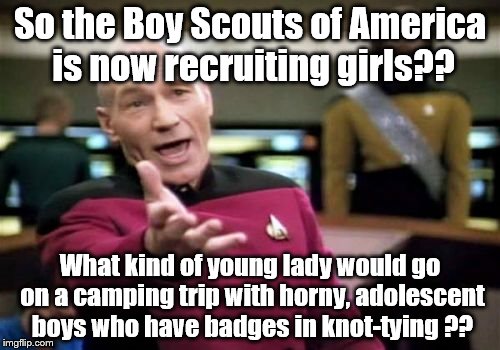 So the Boy Scouts of America
is now recruiting girls??
What kind of young lady would go
on a camping trip with horny, adolescent
boys who have badges in knot-tying ??
imgflip.com